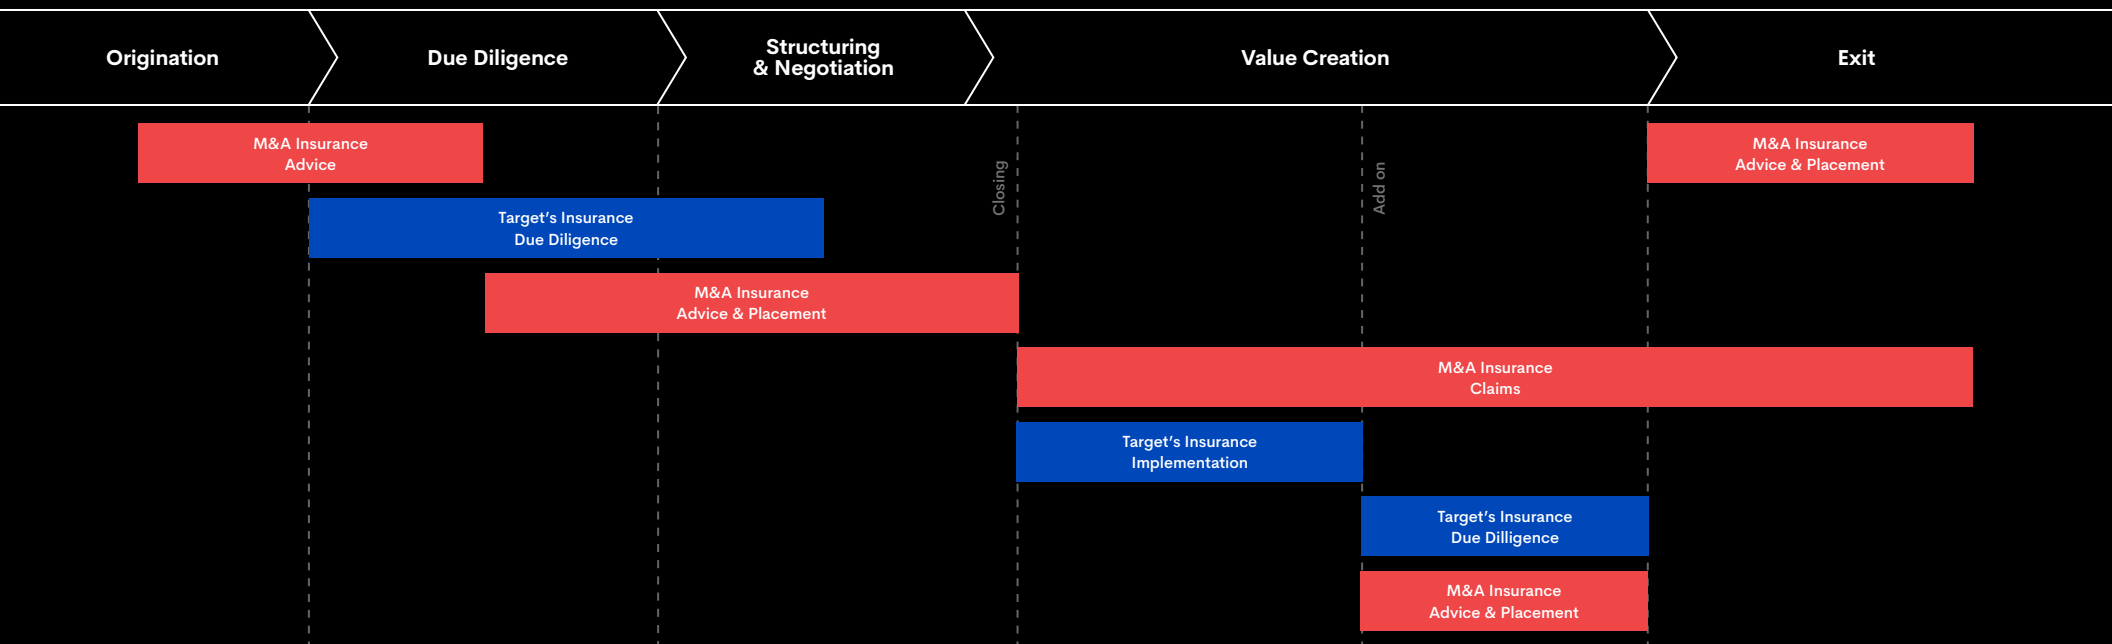 Origination
Due Diligence
Structuring
& Negotiation
Value Creation
Exit
M&A Insurance
Advice
M&A Insurance
Advice & Placement
Closing
Add on
Target's Insurance
Due Diligence
M&A Insurance
Advice & Placement
M&A Insurance
Claims
Target's Insurance
Implementation
Target's Insurance
Due Dilligence
M&A Insurance
Advice & Placement